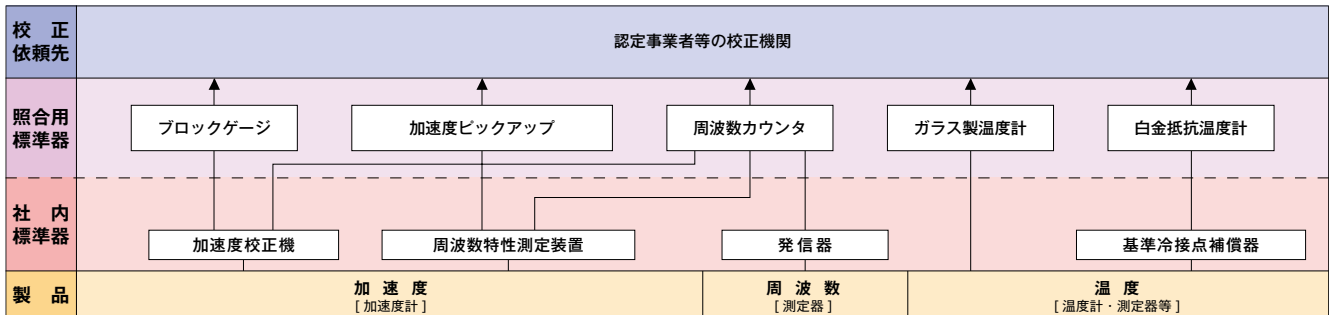 校 正
依頼先
認定事業者等の校正機関
照合用
標準器
ブロックゲージ
加速度ピックアップ
周波数カウンタ
ガラス製温度計
白金抵抗温度計
社 内
標準器
加速度校正機
周波数特性測定装置
発信器
基準冷接点補償器
製 品
加 速 度
[ 加速度計 ]
周 波 数
[ 測定器 ]
温 度
[ 温度計・測定器等 ]